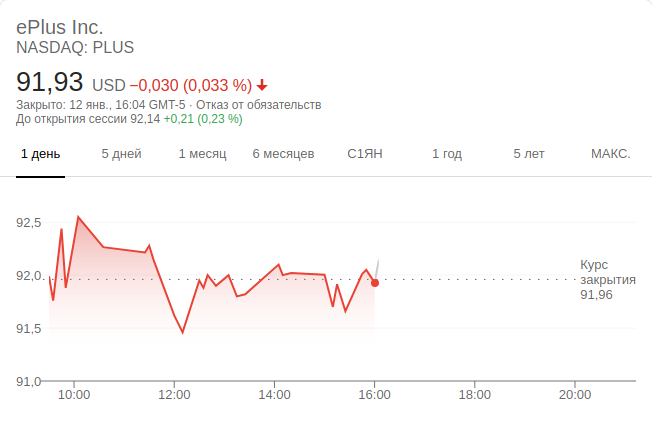 ePlus Inc.
NASDAQ: PLUS
91,93 USD −0,030 (0,033 %)
Закрыто: 12 янв., 16:04 GMT-5 · Отказ от обязательств
До открытия сессии 92,14 +0,21 (0,23 %)
1 день 5 дней 1 месяц 6 месяцев С1ЯН 1 год 5 лет МАКС.
92,5
92,0
91,5
91,0
Курс
закрытия
91,96
10:00 12:00 14:00 16:00 18:00 20:00